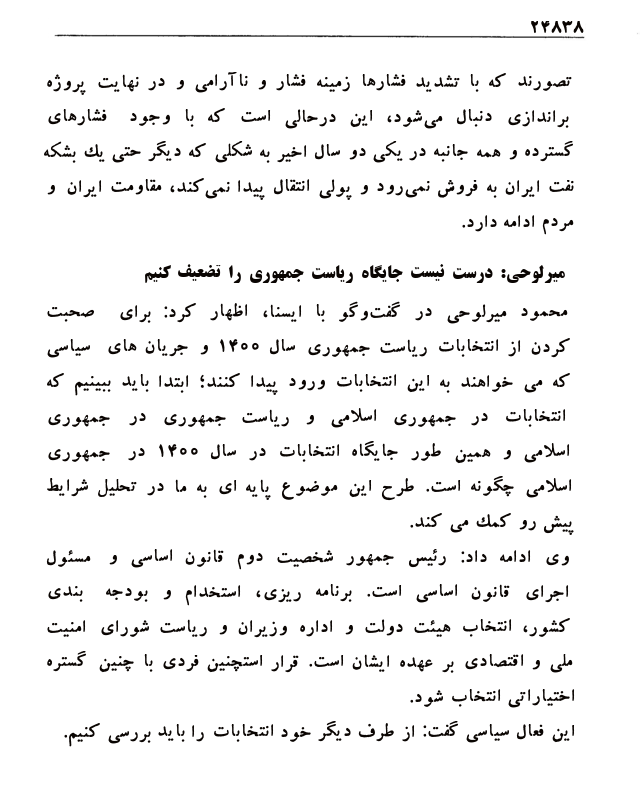 ۲۴۸۳۸
تصورند که با تشدید فشارها زمینه فشار و ناآرامی و در نهایت پروژه
براندازی دنبال می‌شود، این درحالی است که با وجود فشارهای
گسترده و همه جانبه در یکی دو سال اخیر به شکلی که دیگر حتی یك بشکه
نفت ایران به فروش نمی‌رود و پولی انتقال پیدا نمی‌کند، مقاومت ایران و
مردم ادامه دارد.
میرلوحی: درست نیست جایگاه ریاست جمهوری را تضعیف کنیم
محمود میرلوحی در گفت‌وگو با ایسنا، اظهار کرد: برای صحبت
کردن از انتخابات ریاست جمهوری سال ۱۴۰۰ و جریان های سیاسی
که می خواهند به این انتخابات ورود پیدا کنند؛ ابتدا باید ببینیم که
انتخابات در جمهوری اسلامی و ریاست جمهوری در جمهوری
اسلامی و همین طور جایگاه انتخابات در سال ۱۴۰۰ در جمهوری
اسلامی چگونه است. طرح این موضوع پایه ای به ما در تحلیل شرایط
پیش رو کمك می کند.
وی ادامه داد: رئیس جمهور شخصیت دوم قانون اساسی و مسئول
اجرای قانون اساسی است. برنامه ریزی، استخدام و بودجه بندی
کشور، انتخاب هیئت دولت و اداره وزیران و ریاست شورای امنیت
ملی و اقتصادی بر عهده ایشان است. قرار استچنین فردی با چنین گستره
اختیاراتی انتخاب شود.
این فعال سیاسی گفت: از طرف دیگر خود انتخابات را باید بررسی کنیم.